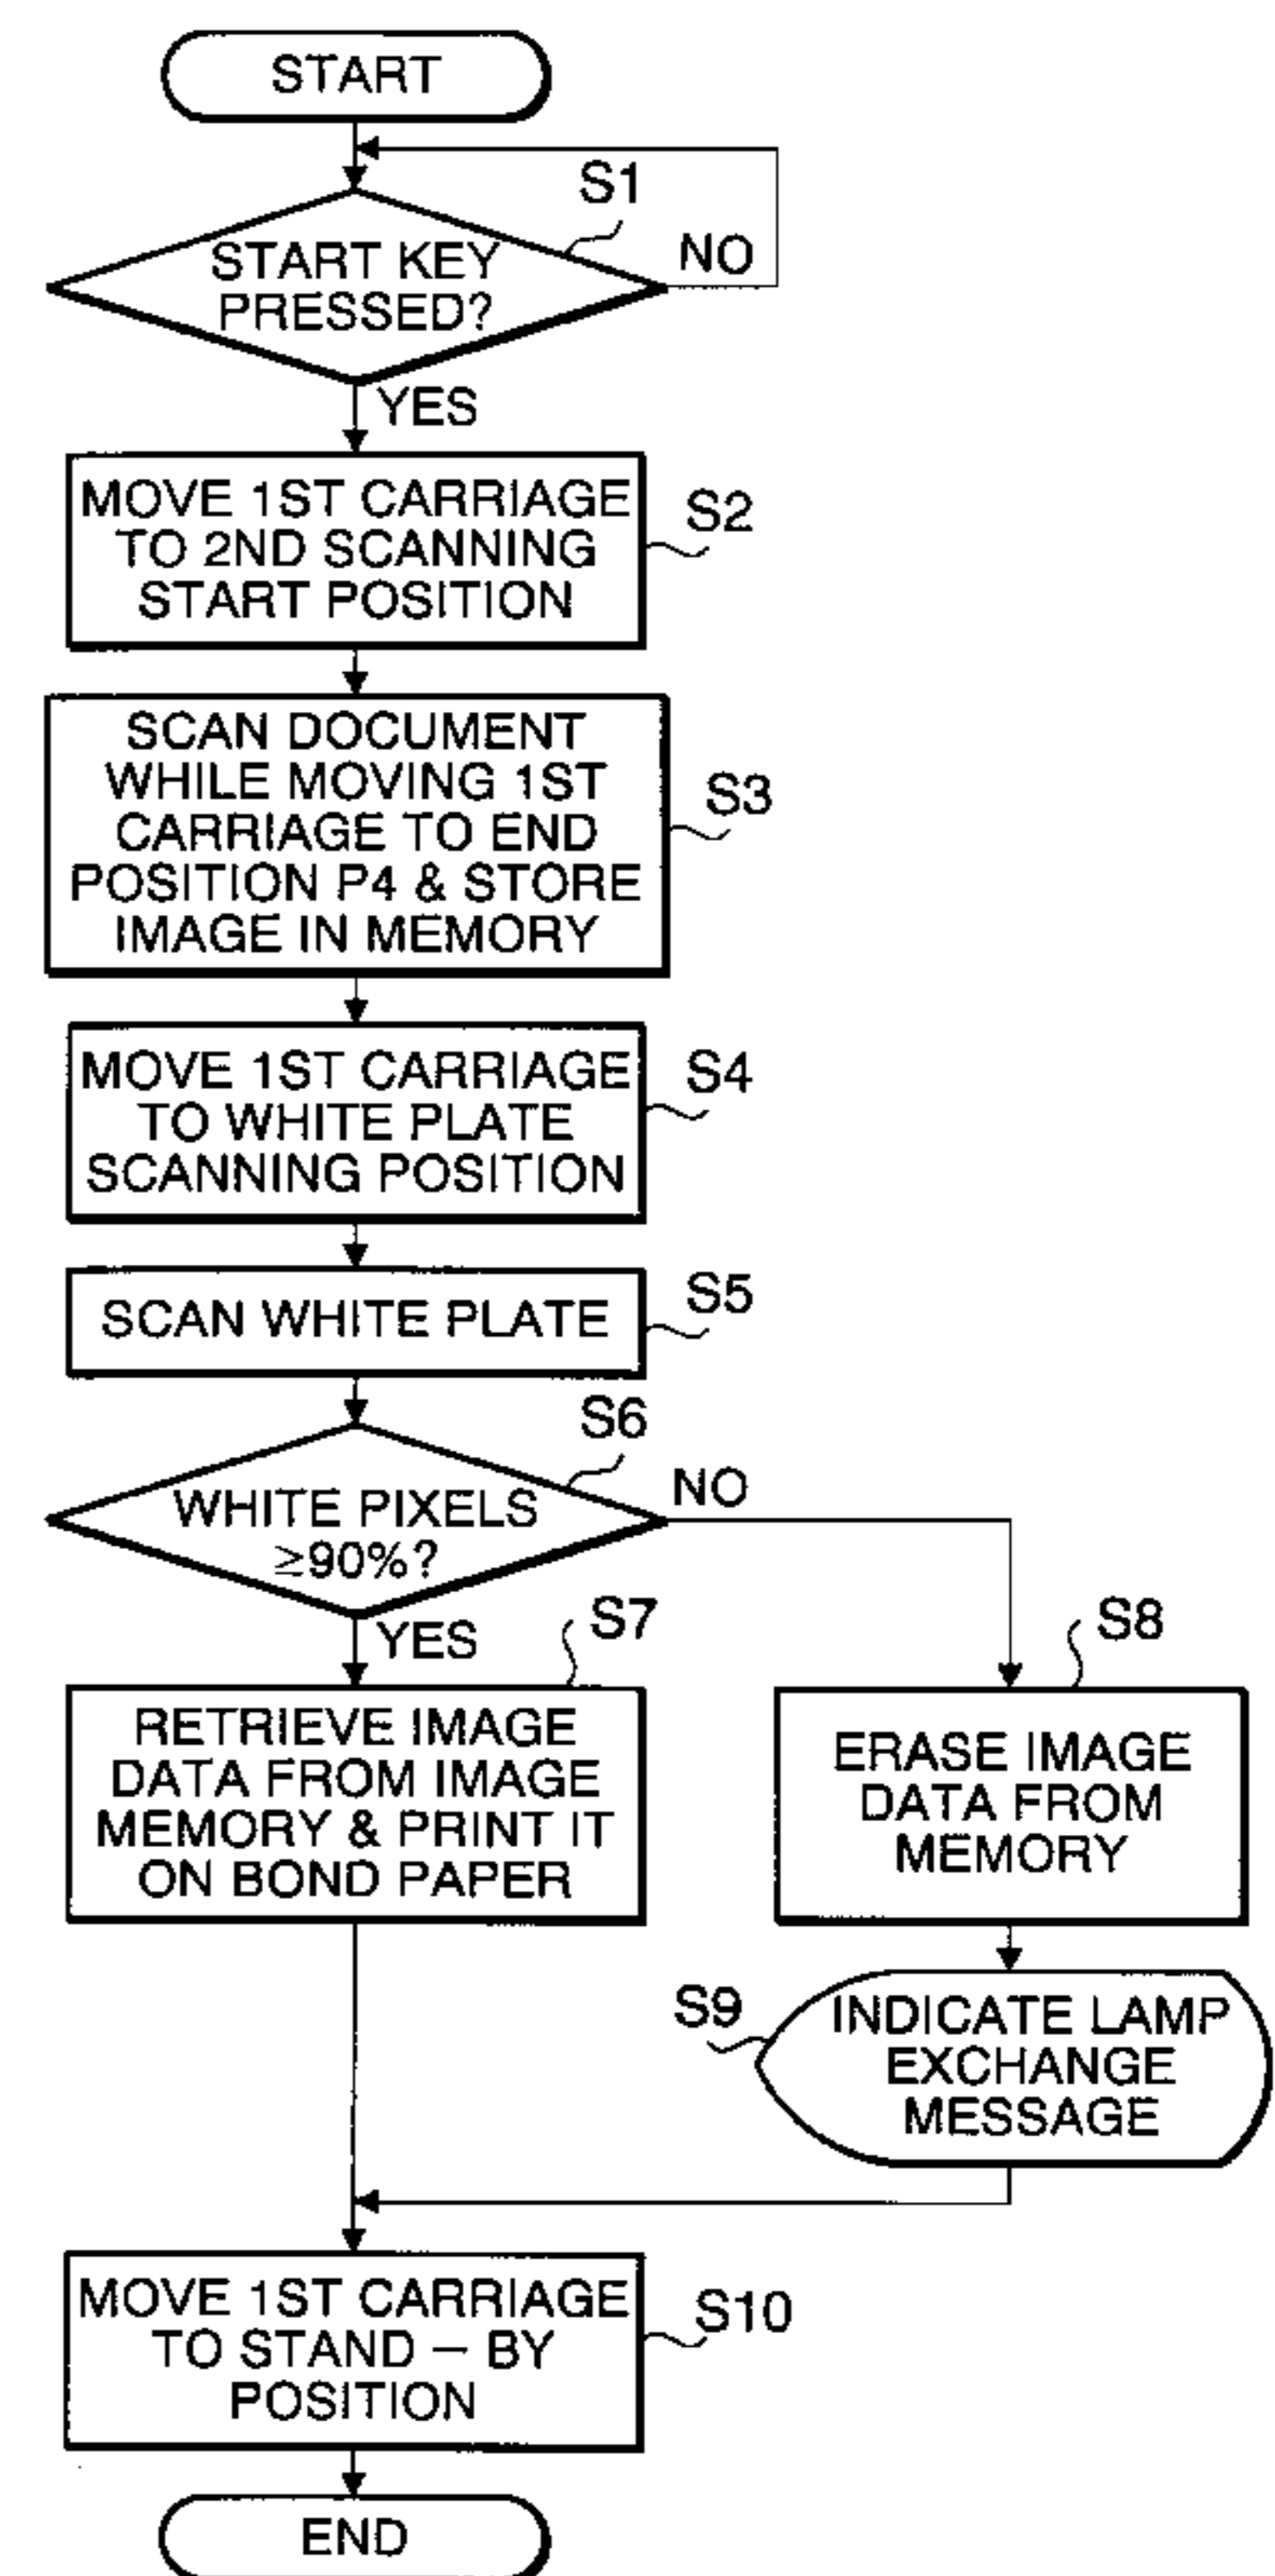 START
S1
START KEY
PRESSED?
NO
YES
MOVE 1ST CARRIAGE
TO 2ND SCANNING
START POSITION
S2
SCAN DOCUMENT
WHILE MOVING 1ST
CARRIAGE TO END
POSITION P4 & STORE
IMAGE IN MEMORY
S3
MOVE 1ST CARRIAGE
TO WHITE PLATE
SCANNING POSITION
S4
SCAN WHITE PLATE
S5
S6
WHITE PIXELS
≥90%?
NO
YES
S7
RETRIEVE IMAGE
DATA FROM IMAGE
MEMORY & PRINT IT
ON BOND PAPER
S8
ERASE IMAGE
DATA FROM
MEMORY
S9
INDICATE LAMP
EXCHANGE
MESSAGE
MOVE 1ST CARRIAGE
TO STAND – BY
POSITION
S10
END